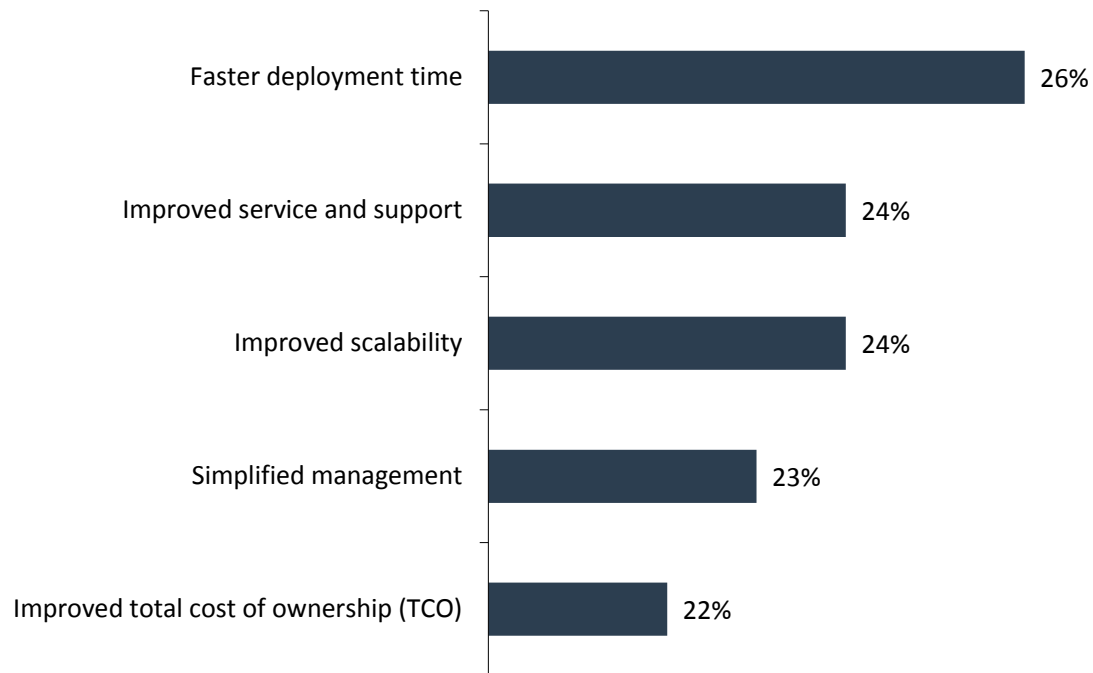 Faster deployment time 26%
Improved service and support 24%
Improved scalability 24%
Simplified management 23%
Improved total cost of ownership (TCO) 22%